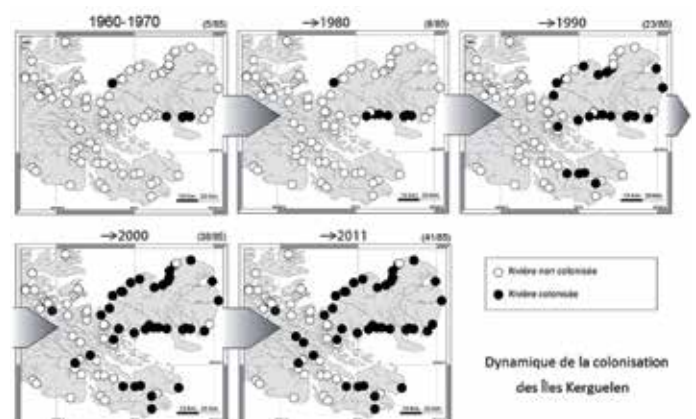 1960-1970 (5/85)
→1980 (8/85)
→1990 (23/85)
→2000 (38/85)
→2011 (41/85)
Rivière non colonisée
Rivière colonisée
Dynamique de la colonisation
des Îles Kerguelen